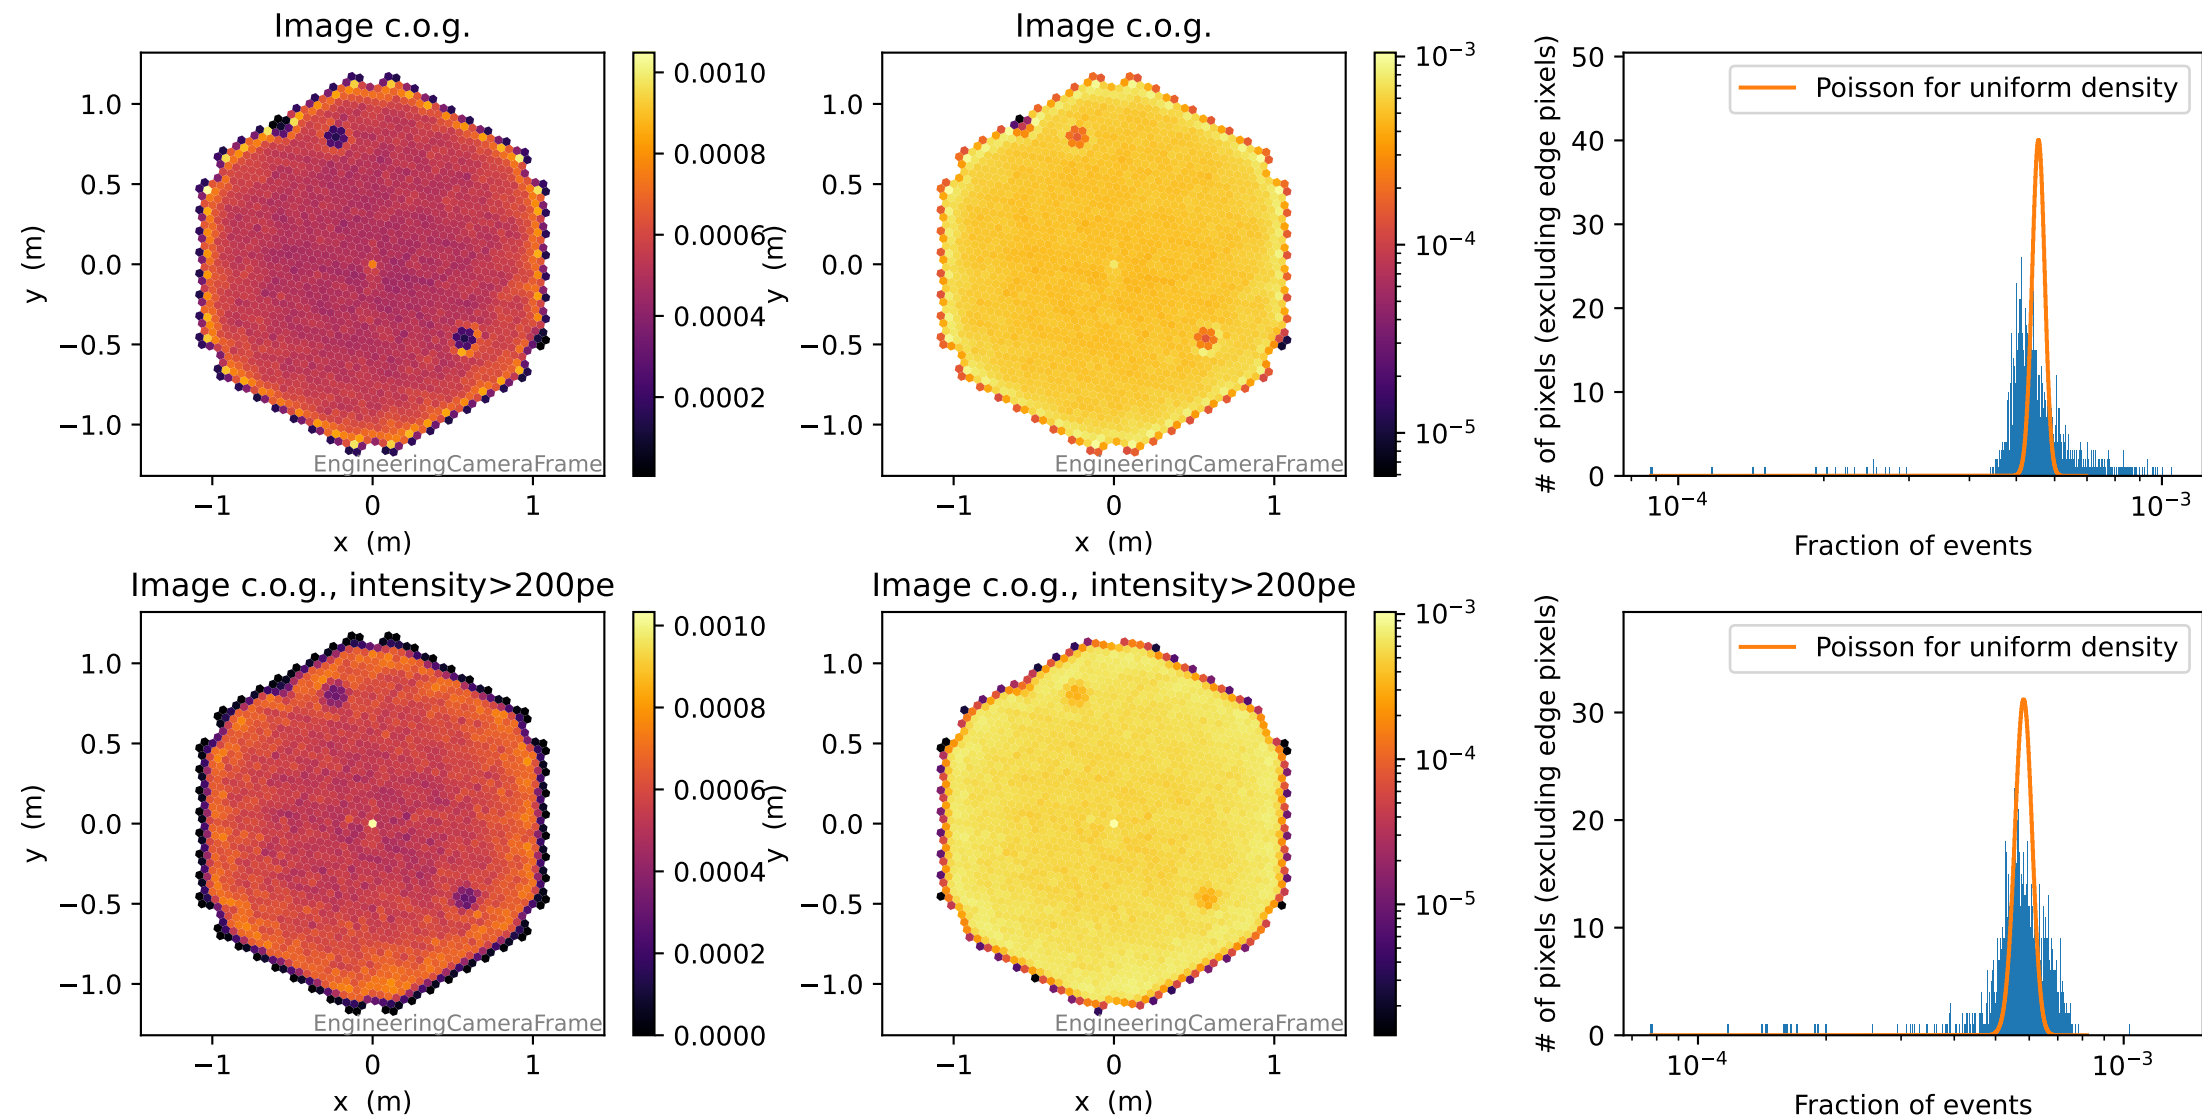 Image c.o.g.
1.0
0.5
0.0
−0.5
−1.0
y (m)
−1
0
1
x (m)
EngineeringCameraFrame
0.0010
0.0008
0.0006
0.0004
0.0002
Image c.o.g.
1.0
0.5
0.0
−0.5
−1.0
y (m)
−1
0
1
x (m)
EngineeringCameraFrame
10−3
10−4
10−5
50
40
30
20
10
0
# of pixels (excluding edge pixels)
Poisson for uniform density
10−4
10−3
Fraction of events
Image c.o.g., intensity>200pe
1.0
0.5
0.0
−0.5
−1.0
y (m)
−1
0
1
x (m)
EngineeringCameraFrame
0.0010
0.0008
0.0006
0.0004
0.0002
0.0000
Image c.o.g., intensity>200pe
1.0
0.5
0.0
−0.5
−1.0
y (m)
−1
0
1
x (m)
EngineeringCameraFrame
10−3
10−4
10−5
30
20
10
0
# of pixels (excluding edge pixels)
Poisson for uniform density
10−4
10−3
Fraction of events